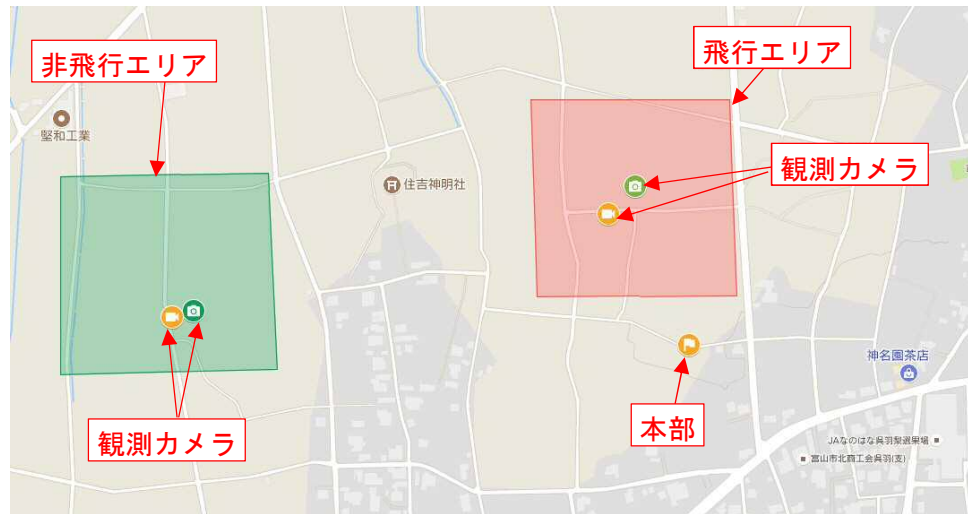 非飛行エリア
飛行エリア
堅和工業
観測カメラ
住吉神明社
神名園茶店
観測カメラ
本部
JAなのはな呉羽梨選果場
富山市北商工会呉羽(支)